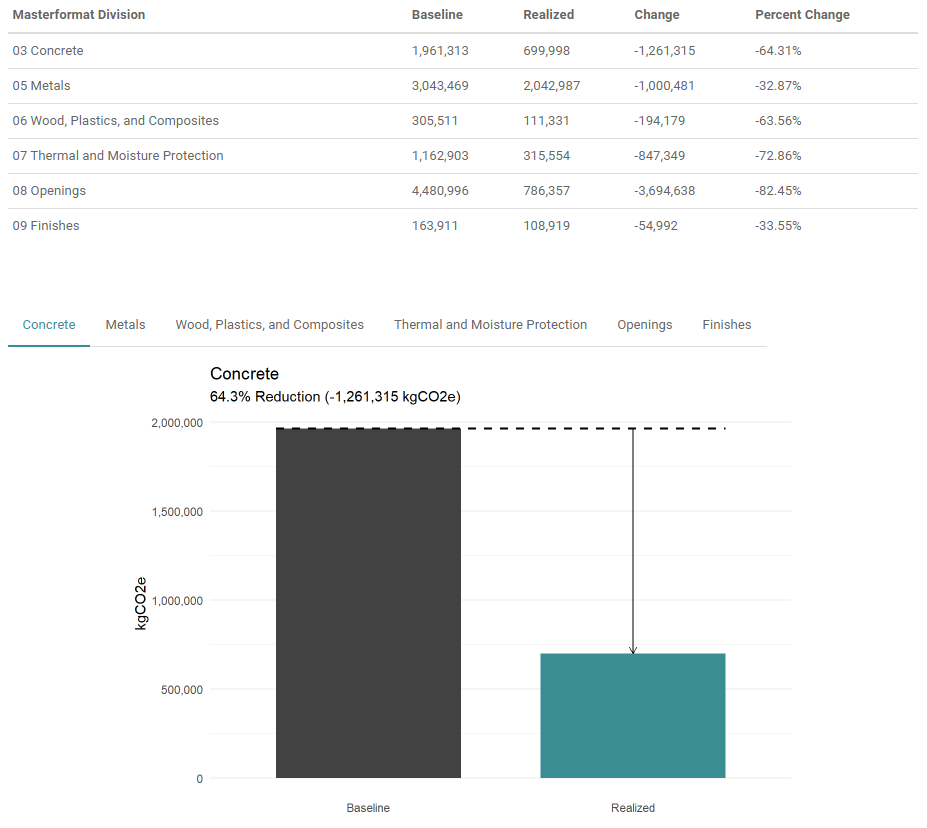 Masterformat Division Baseline Realized Change Percent Change
03 Concrete 1,961,313 699,998 -1,261,315 -64.31%
05 Metals 3,043,469 2,042,987 -1,000,481 -32.87%
06 Wood, Plastics, and Composites 305,511 111,331 -194,179 -63.56%
07 Thermal and Moisture Protection 1,162,903 315,554 -847,349 -72.86%
08 Openings 4,480,996 786,357 -3,694,638 -82.45%
09 Finishes 163,911 108,919 -54,992 -33.55%
Concrete Metals Wood, Plastics, and Composites Thermal and Moisture Protection Openings Finishes
Concrete
64.3% Reduction (-1,261,315 kgCO2e)
2,000,000
1,500,000
1,000,000
500,000
0
kgCO2e
Baseline Realized